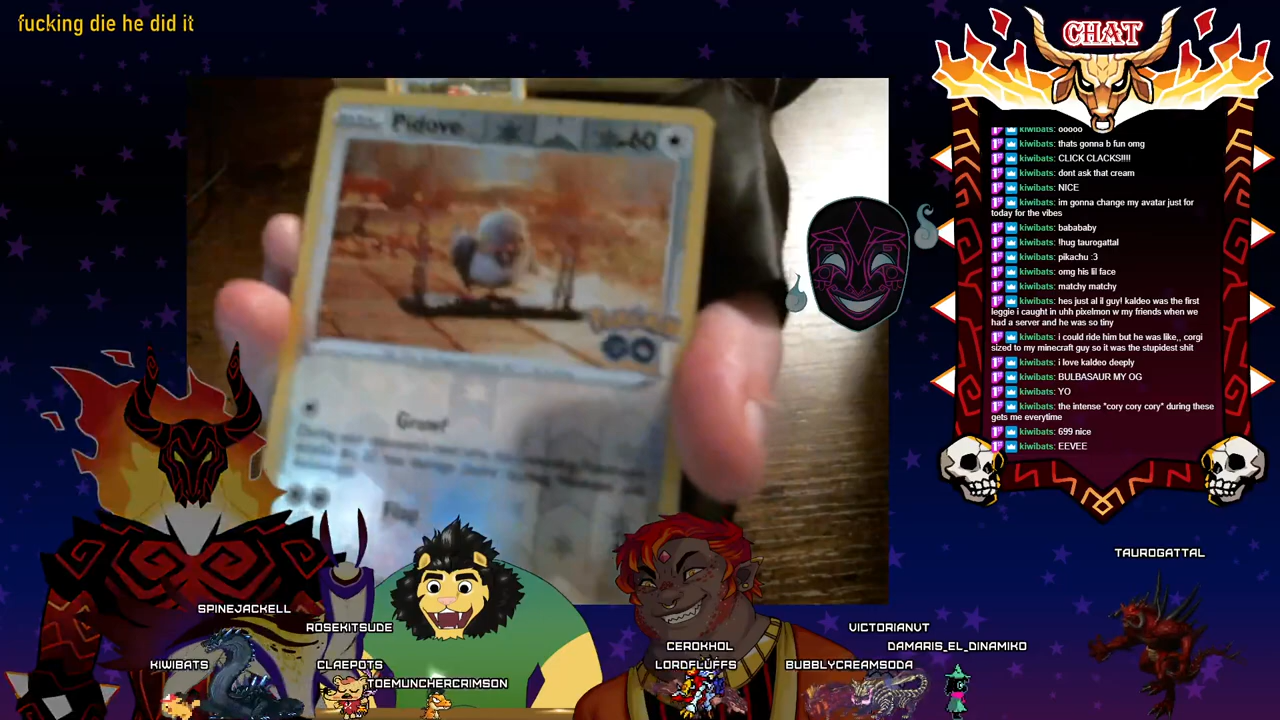 fucking die he did it
CHAT
kiwibats: ooooo
kiwibats: thats gonna b fun omg
kiwibats: CLICK CLACKS!!!!
kiwibats: dont ask that cream
kiwibats: NICE
kiwibats: im gonna change my avatar just for
today for the vibes
kiwibats: babababy
kiwibats: !hug taurogattal
kiwibats: pikachu :3
kiwibats: omg his lil face
kiwibats: matchy matchy
kiwibats: hes just al il guy! kaldeo was the first
leggie i caught in uhh pixelmon w my friends when we
had a server and he was so tiny
kiwibats: i could ride him but he was like,, corgi
sized to my minecraft guy so it was the stupidest shit
kiwibats: i love kaldeo deeply
kiwibats: BULBASAUR MY OG
kiwibats: YO
kiwibats: the intense *cory cory cory* during these
gets me everytime
kiwibats: 699 nice
kiwibats: EEVEE
Pidove 60
Pokémon
GO
Growl
Flap
TAUROGATTAL
SPINEJACKELL
ROSEKITSUDE
VICTORIANVT
CEROKHOL
DAMARIS_EL_DINAMIKO
KIWIBATS
CLAEPOTS
LORDFLUFFS
BUBBLYCREAMSODA
TOEMUNCHERCRIMSON